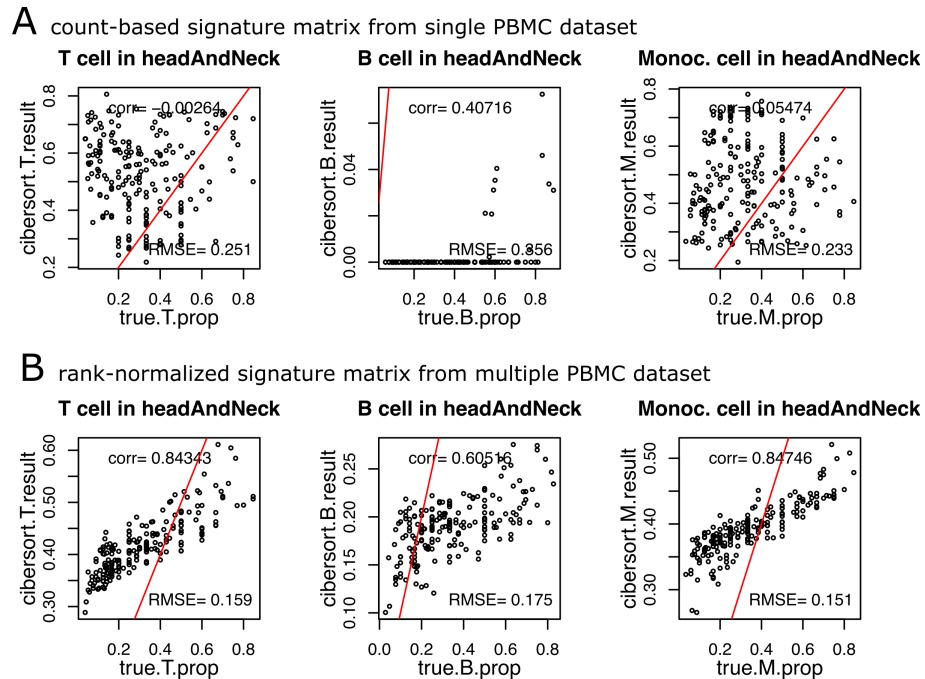 A count-based signature matrix from single PBMC dataset
T cell in headAndNeck
corr= −0.00264
RMSE= 0.251
cibersort.T.result
0.2 0.4 0.6 0.8
0.2 0.4 0.6 0.8
true.T.prop
B cell in headAndNeck
corr= 0.40716
RMSE= 0.356
cibersort.B.result
0.00 0.04
0.2 0.4 0.6 0.8
true.B.prop
Monoc. cell in headAndNeck
corr= 0.05474
RMSE= 0.233
cibersort.M.result
0.2 0.4 0.6 0.8
0.2 0.4 0.6 0.8
true.M.prop
B rank-normalized signature matrix from multiple PBMC dataset
T cell in headAndNeck
corr= 0.84343
RMSE= 0.159
cibersort.T.result
0.30 0.40 0.50 0.60
0.2 0.4 0.6 0.8
true.T.prop
B cell in headAndNeck
corr= 0.60516
RMSE= 0.175
cibersort.B.result
0.10 0.15 0.20 0.25
0.0 0.2 0.4 0.6 0.8
true.B.prop
Monoc. cell in headAndNeck
corr= 0.84746
RMSE= 0.151
cibersort.M.result
0.30 0.40 0.50
0.2 0.4 0.6 0.8
true.M.prop